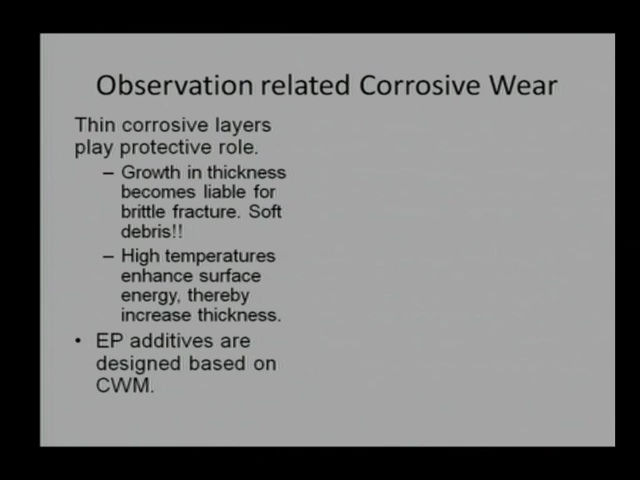 Observation related Corrosive Wear
Thin corrosive layers
play protective role.
– Growth in thickness
becomes liable for
brittle fracture. Soft
debris!!
– High temperatures
enhance surface
energy, thereby
increase thickness.
• EP additives are
designed based on
CWM.